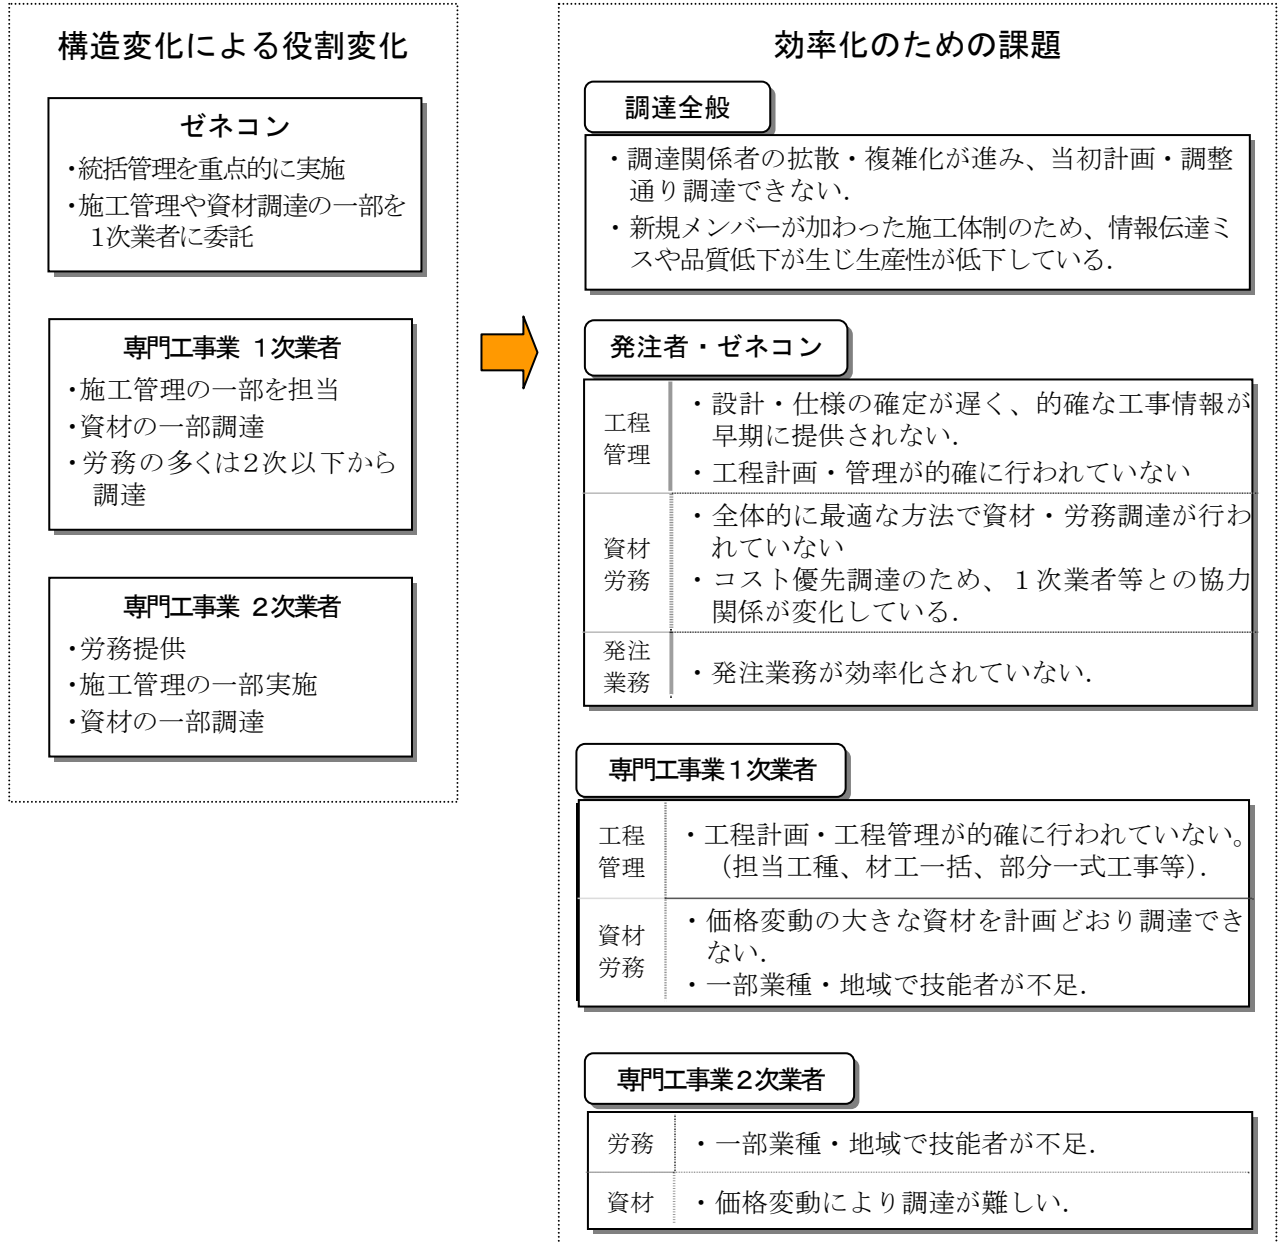 構造変化による役割変化
ゼネコン
・統括管理を重点的に実施
・施工管理や資材調達の一部を
1次業者に委託
専門工事業 1次業者
・施工管理の一部を担当
・資材の一部調達
・労務の多くは2次以下から
調達
専門工事業 2次業者
・労務提供
・施工管理の一部実施
・資材の一部調達
効率化のための課題
調達全般
・調達関係者の拡散・複雑化が進み、当初計画・調整
通り調達できない.
・新規メンバーが加わった施工体制のため、情報伝達ミ
スや品質低下が生じ生産性が低下している.
発注者・ゼネコン
工程
管理
・設計・仕様の確定が遅く、的確な工事情報が
早期に提供されない.
・工程計画・管理が的確に行われていない
資材
労務
・全体的に最適な方法で資材・労務調達が行わ
れていない
・コスト優先調達のため、1次業者等との協力
関係が変化している.
発注
業務
・発注業務が効率化されていない.
専門工事業1次業者
工程
管理
・工程計画・工程管理が的確に行われていない。
（担当工種、材工一括、部分一式工事等）.
資材
労務
・価格変動の大きな資材を計画どおり調達でき
ない.
・一部業種・地域で技能者が不足.
専門工事業2次業者
労務
・一部業種・地域で技能者が不足.
資材
・価格変動により調達が難しい.